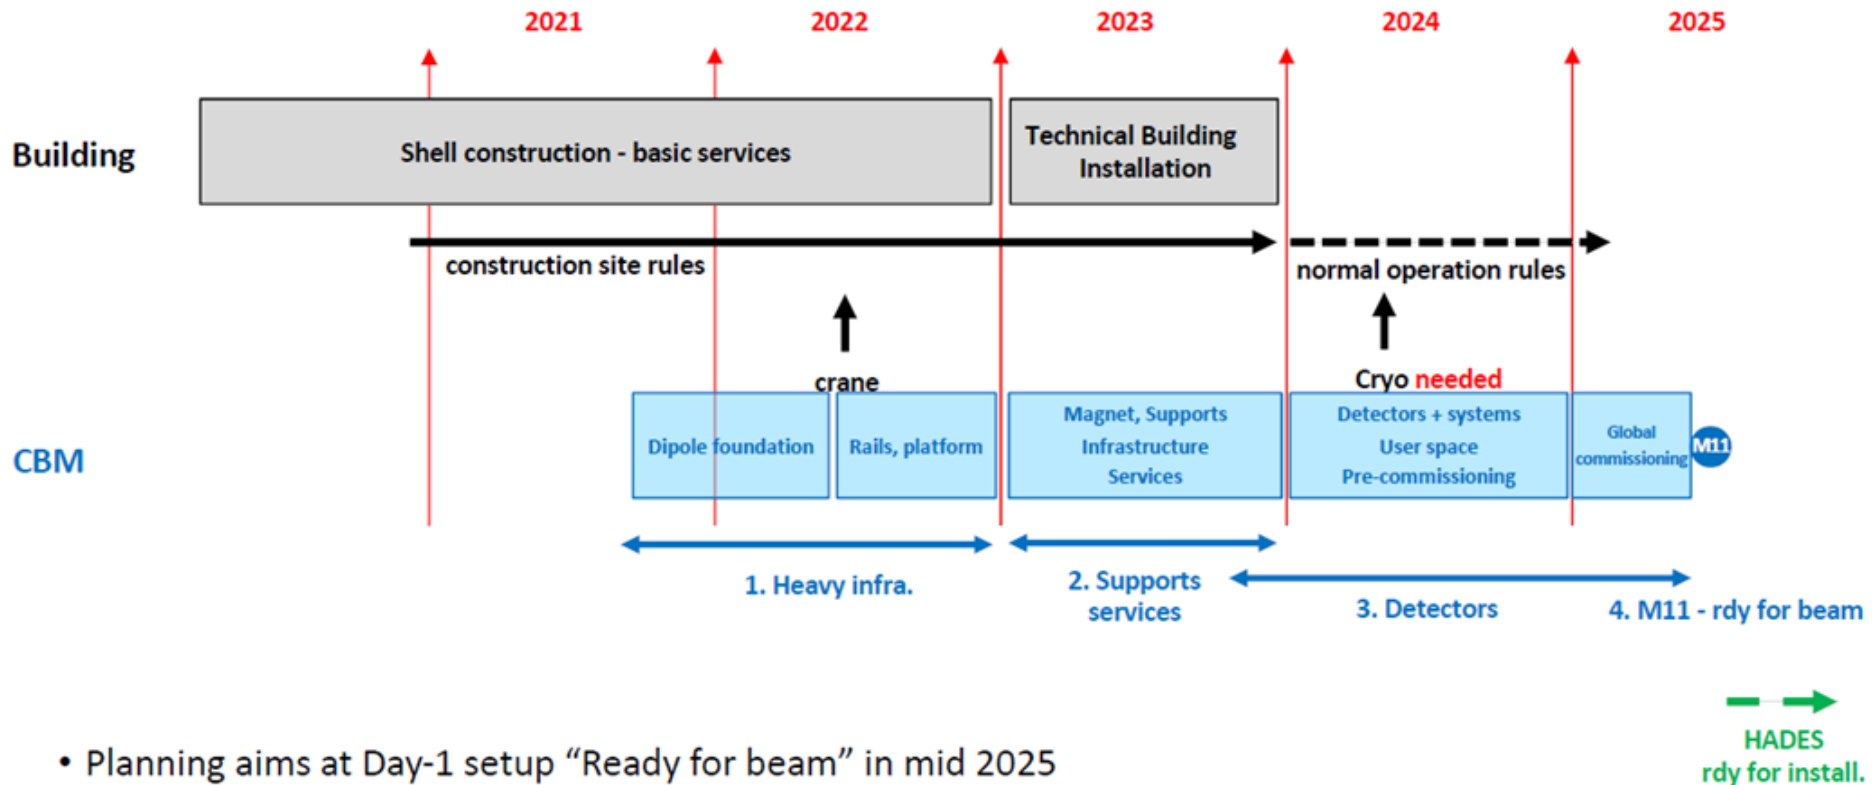 2021 2022 2023 2024 2025
Building
Shell construction - basic services
Technical Building
Installation
construction site rules
normal operation rules
crane
Cryo needed
CBM
Dipole foundation
Rails, platform
Magnet, Supports
Infrastructure
Services
Detectors + systems
User space
Pre-commissioning
Global
commissioning
M11
1. Heavy infra.
2. Supports
services
3. Detectors
4. M11 - rdy for beam
HADES
rdy for install.
• Planning aims at Day-1 setup “Ready for beam” in mid 2025